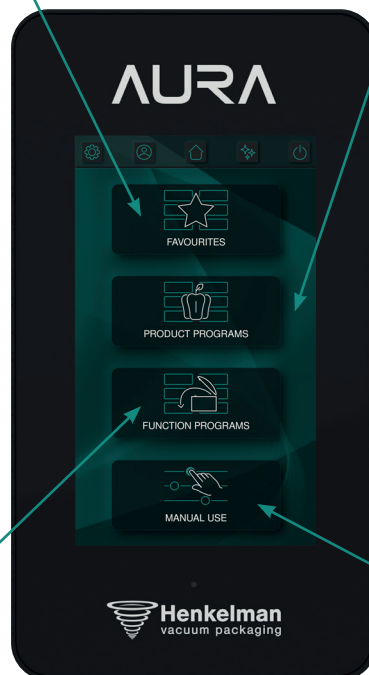 AURA
FAVOURITES
PRODUCT PROGRAMS
FUNCTION PROGRAMS
MANUAL USE
Henkelman
vacuum packaging